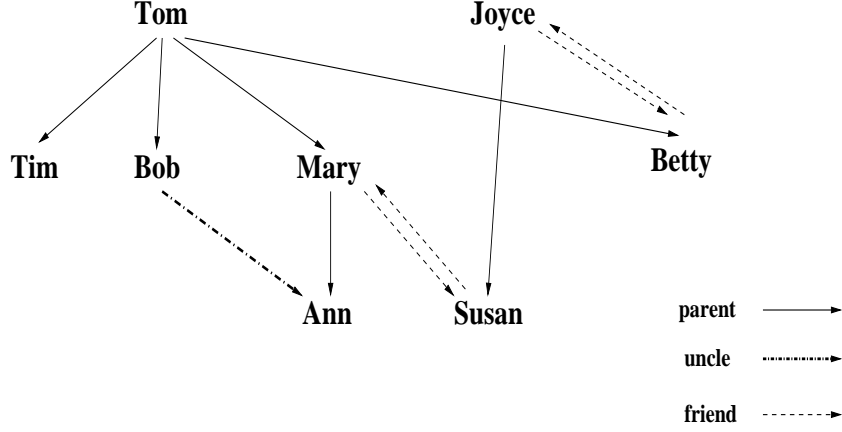 Tom
Joyce
Tim
Bob
Mary
Betty
Ann
Susan
parent
uncle
friend